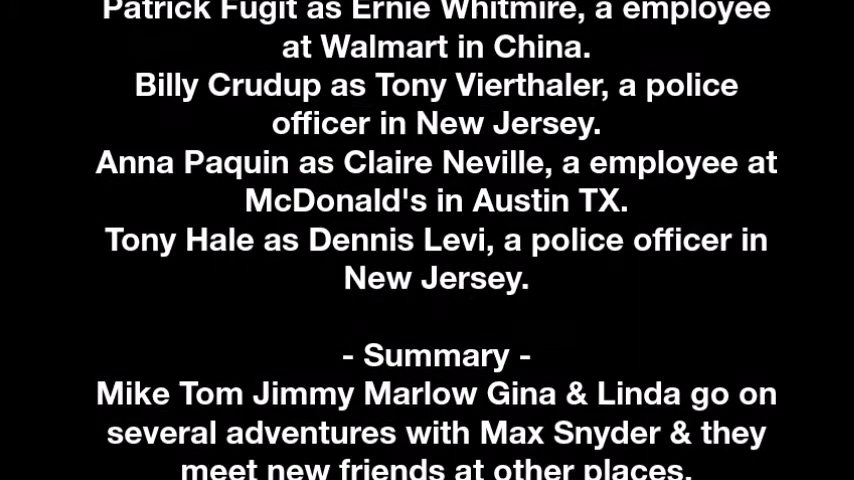 Patrick Fugit as Ernie Whitmire, a employee
at Walmart in China.
Billy Crudup as Tony Vierthaler, a police
officer in New Jersey.
Anna Paquin as Claire Neville, a employee at
McDonald's in Austin TX.
Tony Hale as Dennis Levi, a police officer in
New Jersey.
- Summary -
Mike Tom Jimmy Marlow Gina & Linda go on
several adventures with Max Snyder & they
meet new friends at other places.